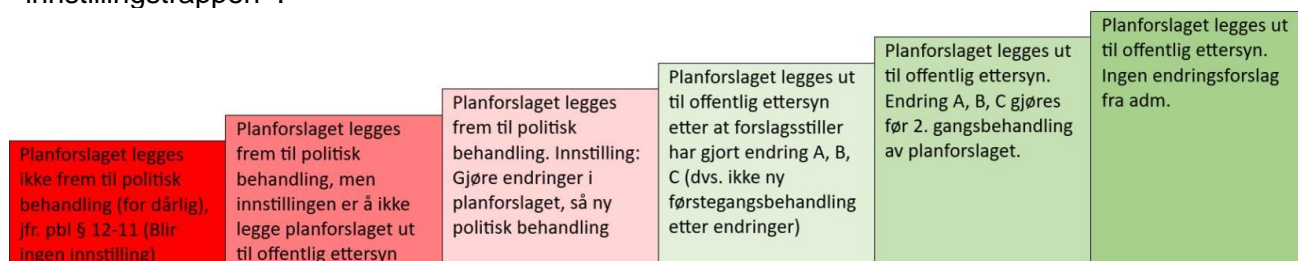 innstillingstrappen".
Planforslaget legges
ikke frem til politisk
behandling (for dårlig),
jfr. pbl § 12-11 (Blir
ingen innstilling)
Planforslaget legges
frem til politisk
behandling, men
innstillingen er å ikke
legge planforslaget ut
til offentlig ettersyn
Planforslaget legges
frem til politisk
behandling. Innstilling:
Gjøre endringer i
planforslaget, så ny
politisk behandling
Planforslaget legges ut
til offentlig ettersyn
etter at forslagsstiller
har gjort endring A, B,
C (dvs. ikke ny
førstegangsbehandling
etter endringer)
Planforslaget legges ut
til offentlig ettersyn.
Endring A, B, C gjøres
før 2. gangsbehandling
av planforslaget.
Planforslaget legges ut
til offentlig ettersyn.
Ingen endringsforslag
fra adm.